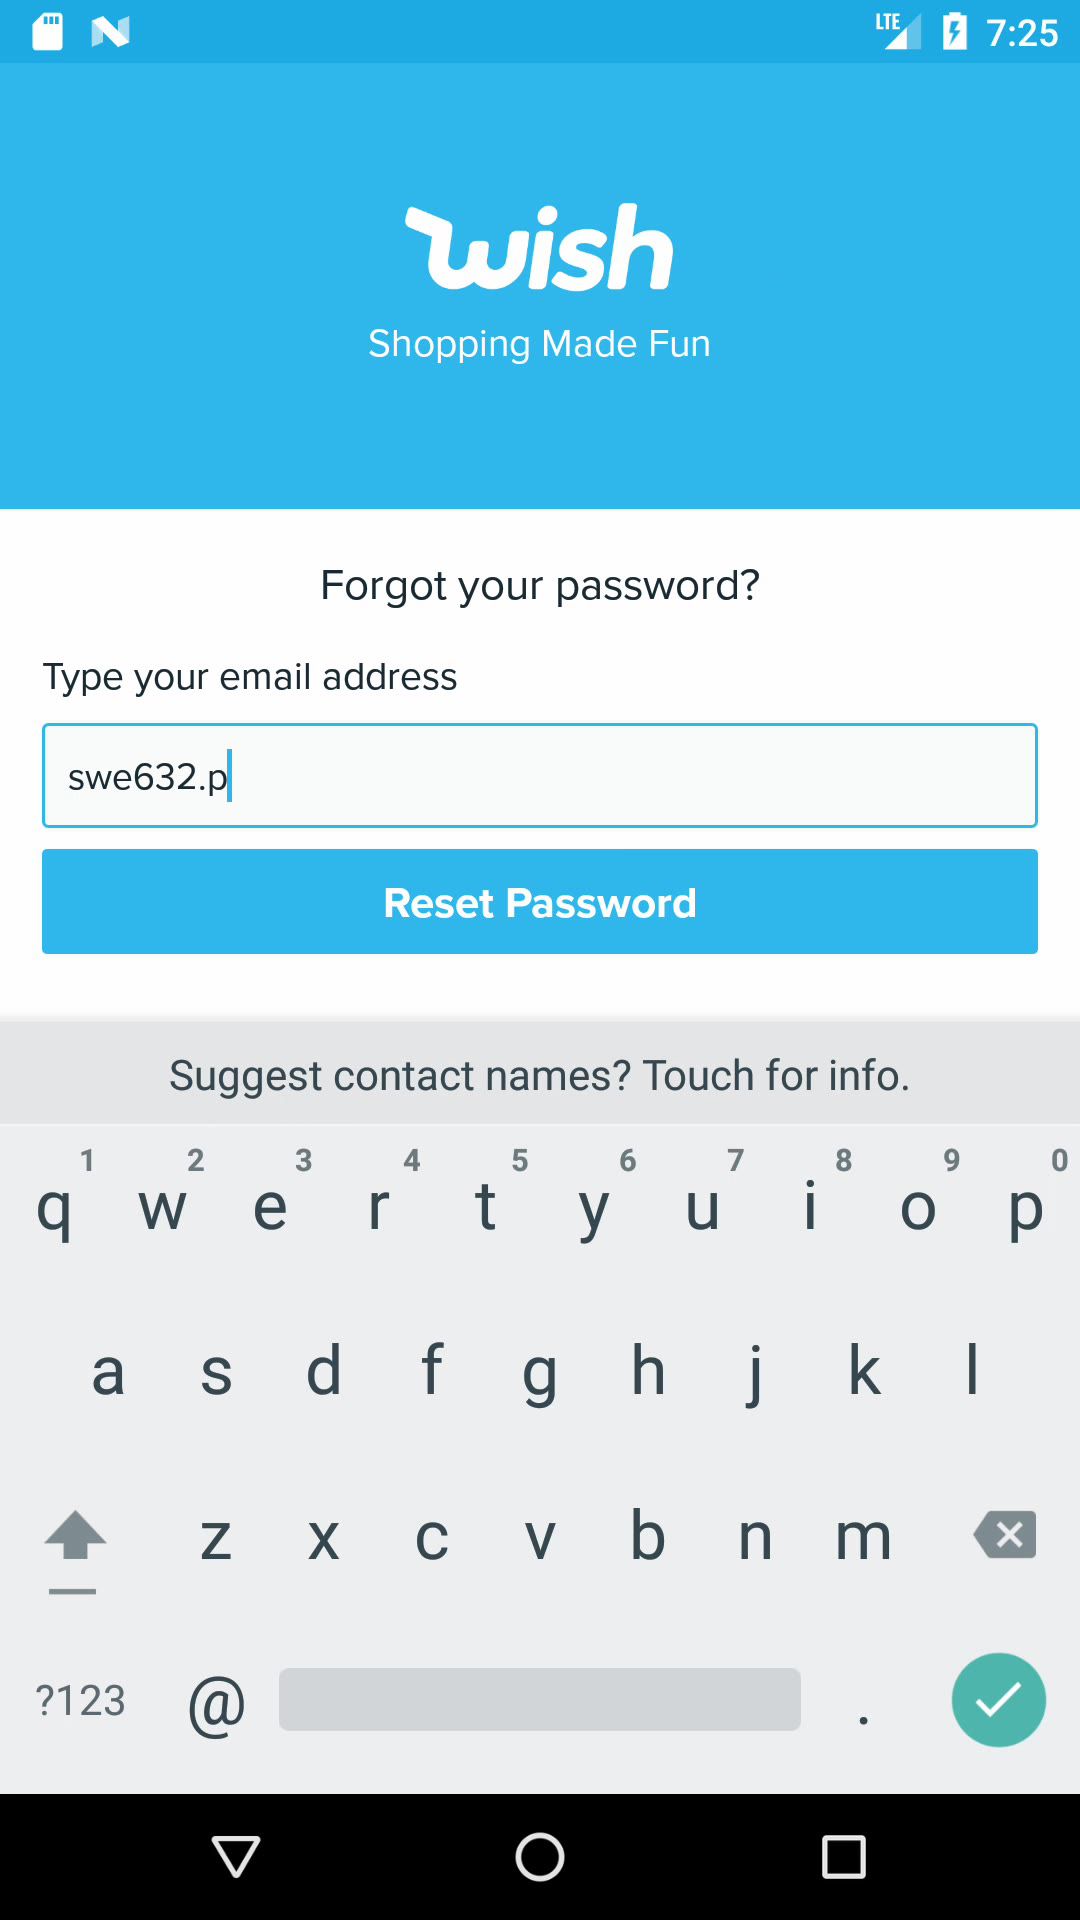 LTE 7:25
wish
Shopping Made Fun
Forgot your password?
Type your email address
swe632.p
Reset Password
Suggest contact names? Touch for info.
1 2 3 4 5 6 7 8 9 0
q w e r t y u i o p
a s d f g h j k l
z x c v b n m
?123 @ .